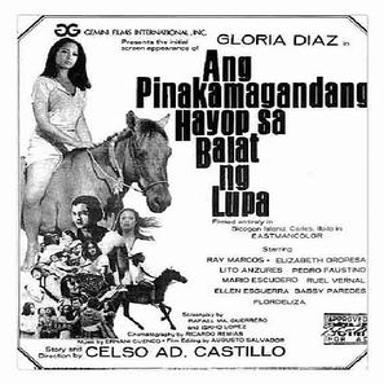 GEMINI FILMS INTERNATIONAL, INC.
Presents the initial
screen appearance of
GLORIA DIAZ in
Ang
Pinakamagandang
Hayop sa
Balat
ng
Lupa
Filmed entirely in
Sicogon Island, Carles, Iloilo in
EASTMANCOLOR
Starring
RAY MARCOS • ELIZABETH OROPESA
LITO ANZURES PEDRO FAUSTINO
MARIO ESCUDERO RUEL VERNAL
ELLEN ESGUERRA BABSY PAREDES
FLORDELIZA
Screenplay by
RAFAEL MA. GUERRERO
and ISHKO LOPEZ
Cinematography by RICARDO REMIAS
Music by ERNANI CUENCO • Film Editing by AUGUSTO SALVADOR
Story and
Direction by CELSO AD. CASTILLO
APPROVED